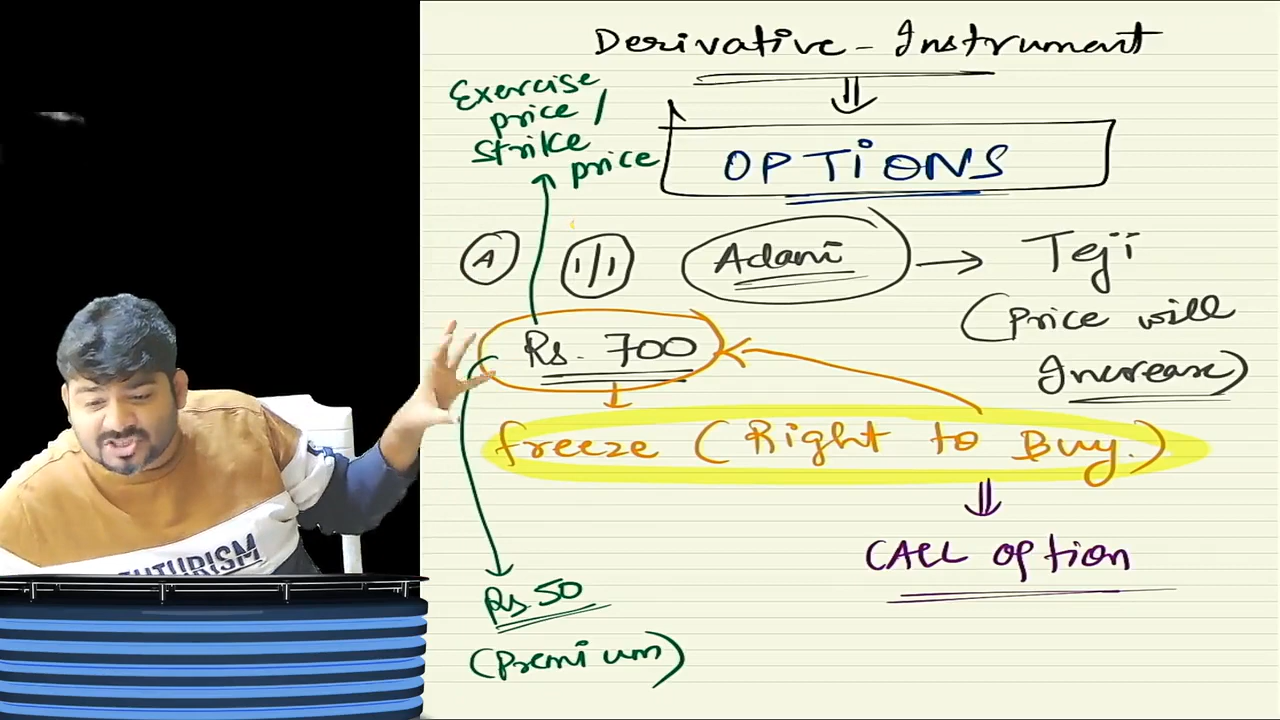 Derivative - Instrument
⇓
Exercise
price /
Strike
price
OPTIONS
A
1/1
Adani → Teji
(Price will
Increase)
Rs. 700
freeze (Right to Buy.)
⇓
CALL option
Rs. 50
(Premium)
FUTURISM